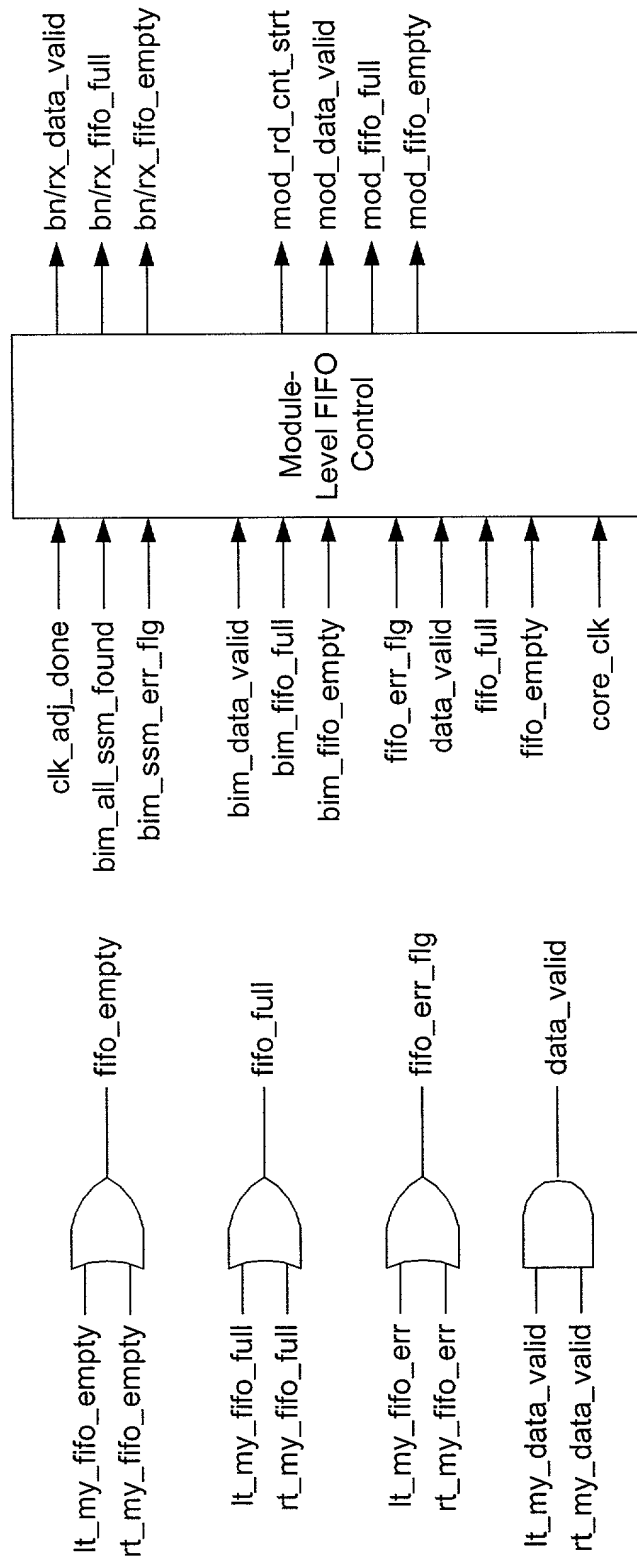 lt_my_fifo_empty
rt_my_fifo_empty
fifo_empty
lt_my_fifo_full
rt_my_fifo_full
fifo_full
lt_my_fifo_err
rt_my_fifo_err
fifo_err_flg
lt_my_data_valid
rt_my_data_valid
data_valid
clk_adj_done
bim_all_ssm_found
bim_ssm_err_flg
bim_data_valid
bim_fifo_full
bim_fifo_empty
fifo_err_flg
data_valid
fifo_full
fifo_empty
core_clk
Module-
Level FIFO
Control
bn/rx_data_valid
bn/rx_fifo_full
bn/rx_fifo_empty
mod_rd_cnt_strt
mod_data_valid
mod_fifo_full
mod_fifo_empty